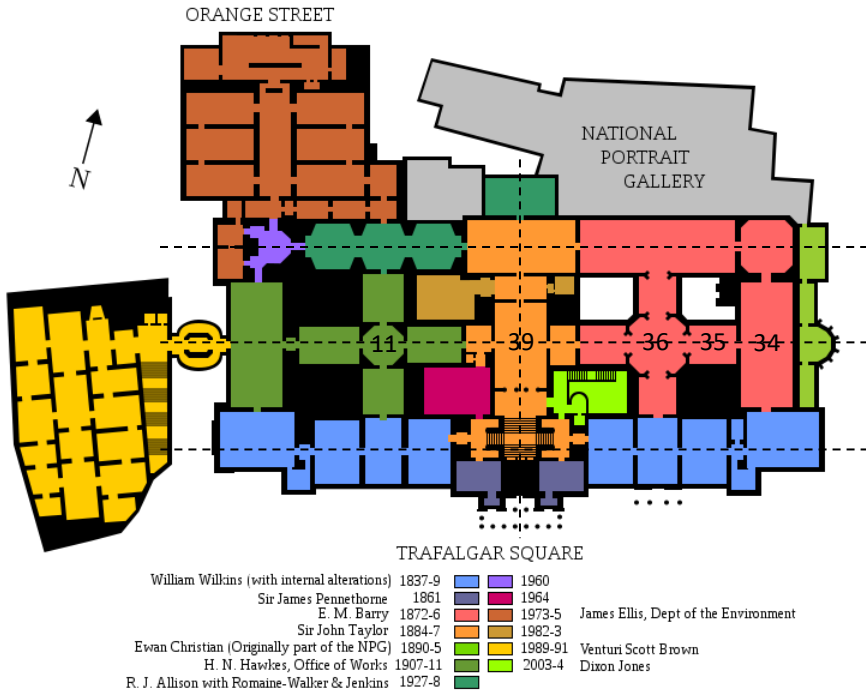 ORANGE STREET
NATIONAL
PORTRAIT
GALLERY
N
11
39
36
35
34
TRAFALGAR SQUARE
William Wilkins (with internal alterations) 1837-9 1960
Sir James Pennethorne 1861 1964
E. M. Barry 1872-6 1973-5 James Ellis, Dept of the Environment
Sir John Taylor 1884-7 1982-3
Ewan Christian (Originally part of the NPG) 1890-5 1989-91 Venturi Scott Brown
H. N. Hawkes, Office of Works 1907-11 2003-4 Dixon Jones
R. J. Allison with Romaine-Walker & Jenkins 1927-8